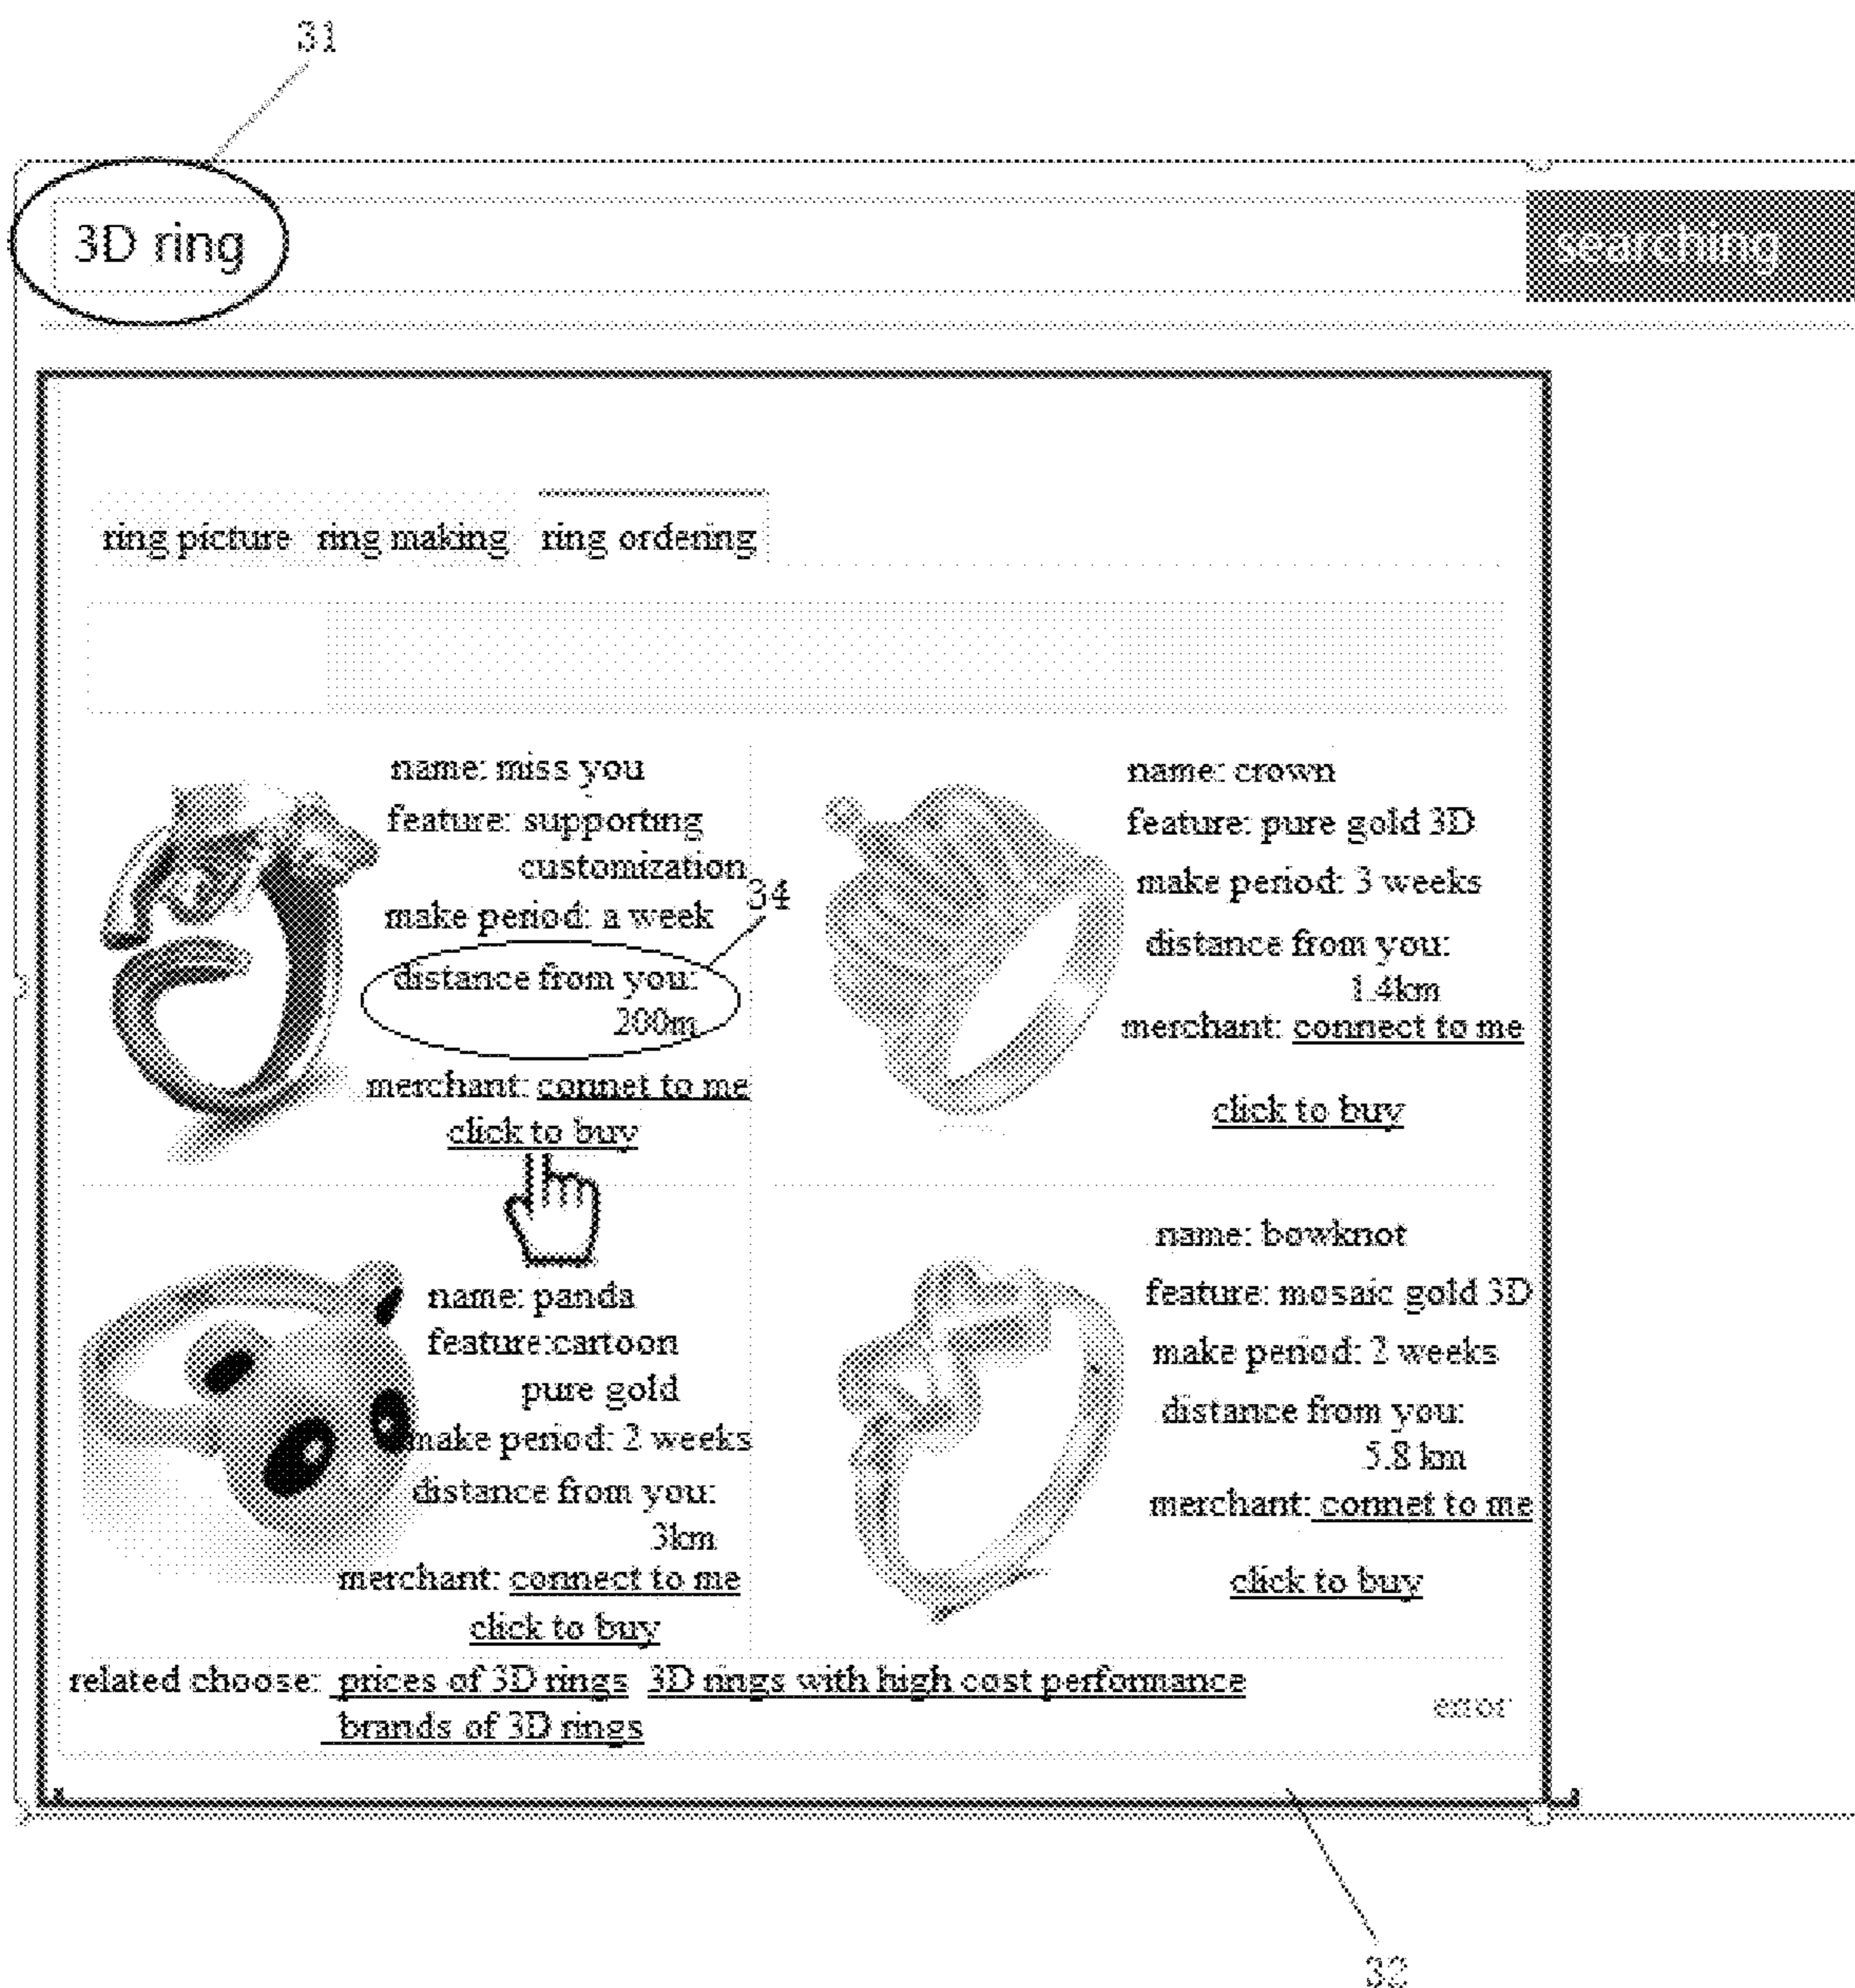 31
3D ring
searching
ring picture ring making ring ordering
name: miss you
feature: supporting
customization
make period: a week
34
distance from you:
200m
merchant: connet to me
click to buy
name: crown
feature: pure gold 3D
make period: 3 weeks
distance from you:
1.4km
merchant: connect to me
click to buy
name: panda
feature:cartoon
pure gold
make period: 2 weeks
distance from you:
3km
merchant: connect to me
click to buy
name: bowknot
feature: mosaic gold 3D
make period: 2 weeks
distance from you:
5.8 km
merchant: connet to me
click to buy
related choose: prices of 3D rings 3D rings with high cost performance
brands of 3D rings
error
32